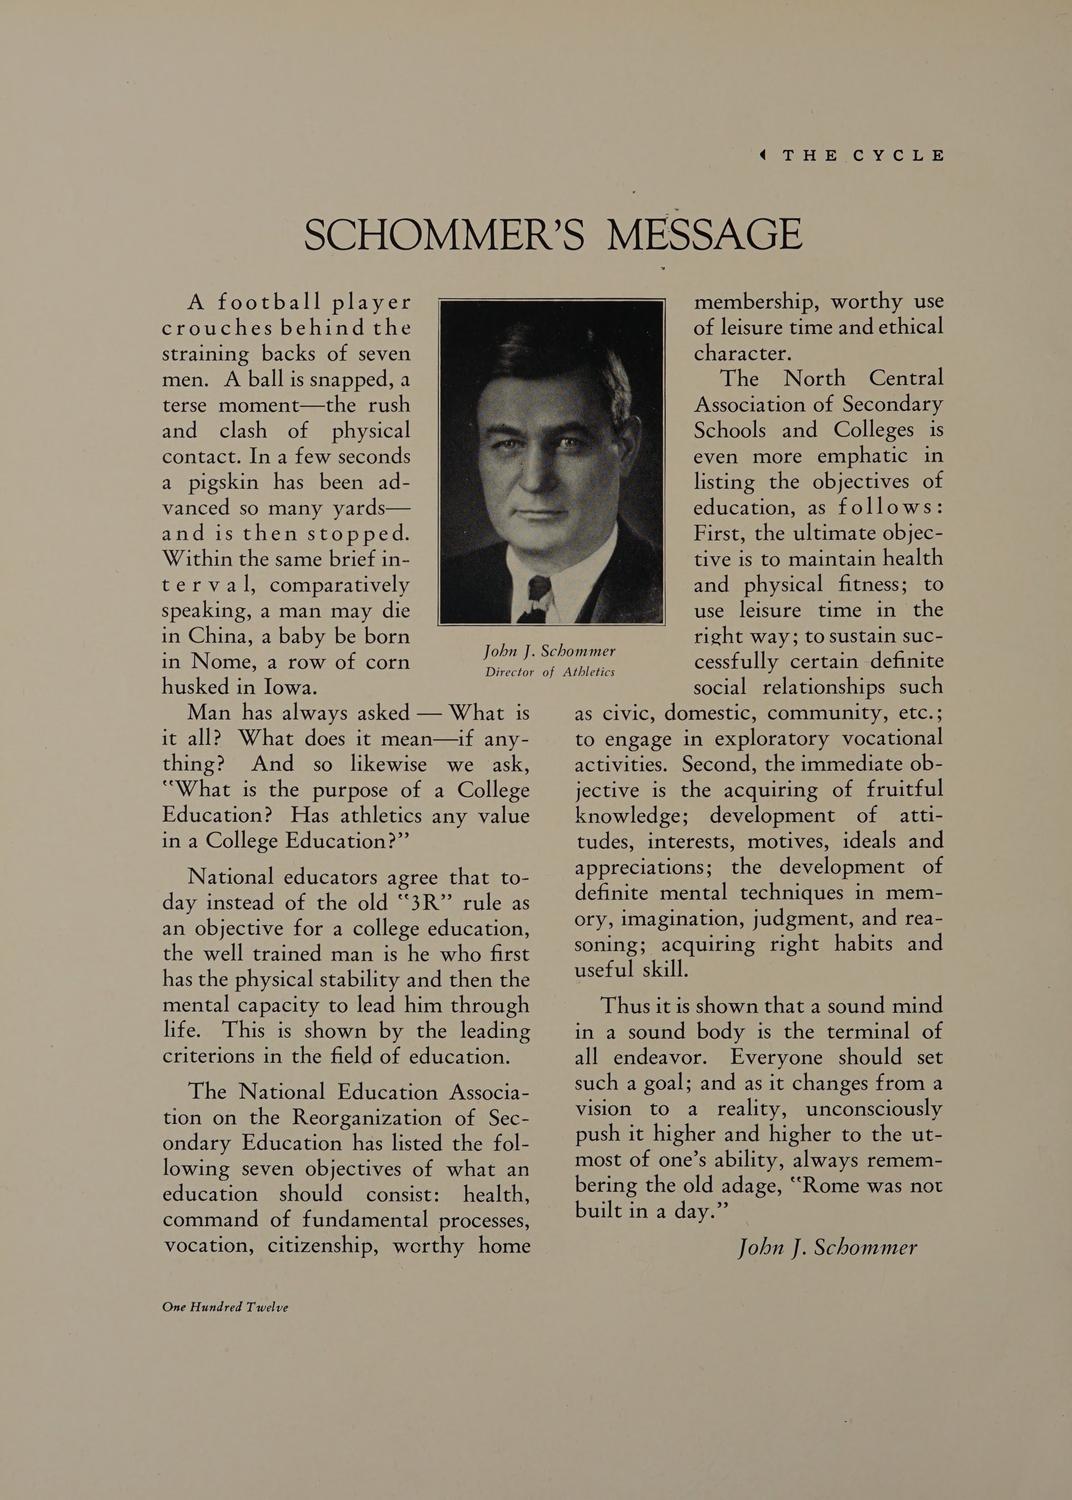 THE CYCLE
SCHOMMER'S MESSAGE
A football player
crouches behind the
straining backs of seven
men. A ball is snapped, a
terse moment—the rush
and clash of physical
contact. In a few seconds
a pigskin has been ad-
vanced so many yards—
and is then stopped.
Within the same brief in-
terval, comparatively
speaking, a man may die
in China, a baby be born
in Nome, a row of corn
husked in Iowa.
Man has always asked — What is
it all? What does it mean—if any-
thing? And so likewise we ask,
"What is the purpose of a College
Education? Has athletics any value
in a College Education?"
National educators agree that to-
day instead of the old "3R" rule as
an objective for a college education,
the well trained man is he who first
has the physical stability and then the
mental capacity to lead him through
life. This is shown by the leading
criterions in the field of education.
The National Education Associa-
tion on the Reorganization of Sec-
ondary Education has listed the fol-
lowing seven objectives of what an
education should consist: health,
command of fundamental processes,
vocation, citizenship, worthy home
John J. Schommer
Director of Athletics
membership, worthy use
of leisure time and ethical
character.
The North Central
Association of Secondary
Schools and Colleges is
even more emphatic in
listing the objectives of
education, as follows:
First, the ultimate objec-
tive is to maintain health
and physical fitness; to
use leisure time in the
right way; to sustain suc-
cessfully certain definite
social relationships such
as civic, domestic, community, etc.;
to engage in exploratory vocational
activities. Second, the immediate ob-
jective is the acquiring of fruitful
knowledge; development of atti-
tudes, interests, motives, ideals and
appreciations; the development of
definite mental techniques in mem-
ory, imagination, judgment, and rea-
soning; acquiring right habits and
useful skill.
Thus it is shown that a sound mind
in a sound body is the terminal of
all endeavor. Everyone should set
such a goal; and as it changes from a
vision to a reality, unconsciously
push it higher and higher to the ut-
most of one's ability, always remem-
bering the old adage, "Rome was not
built in a day."
John J. Schommer
One Hundred Twelve